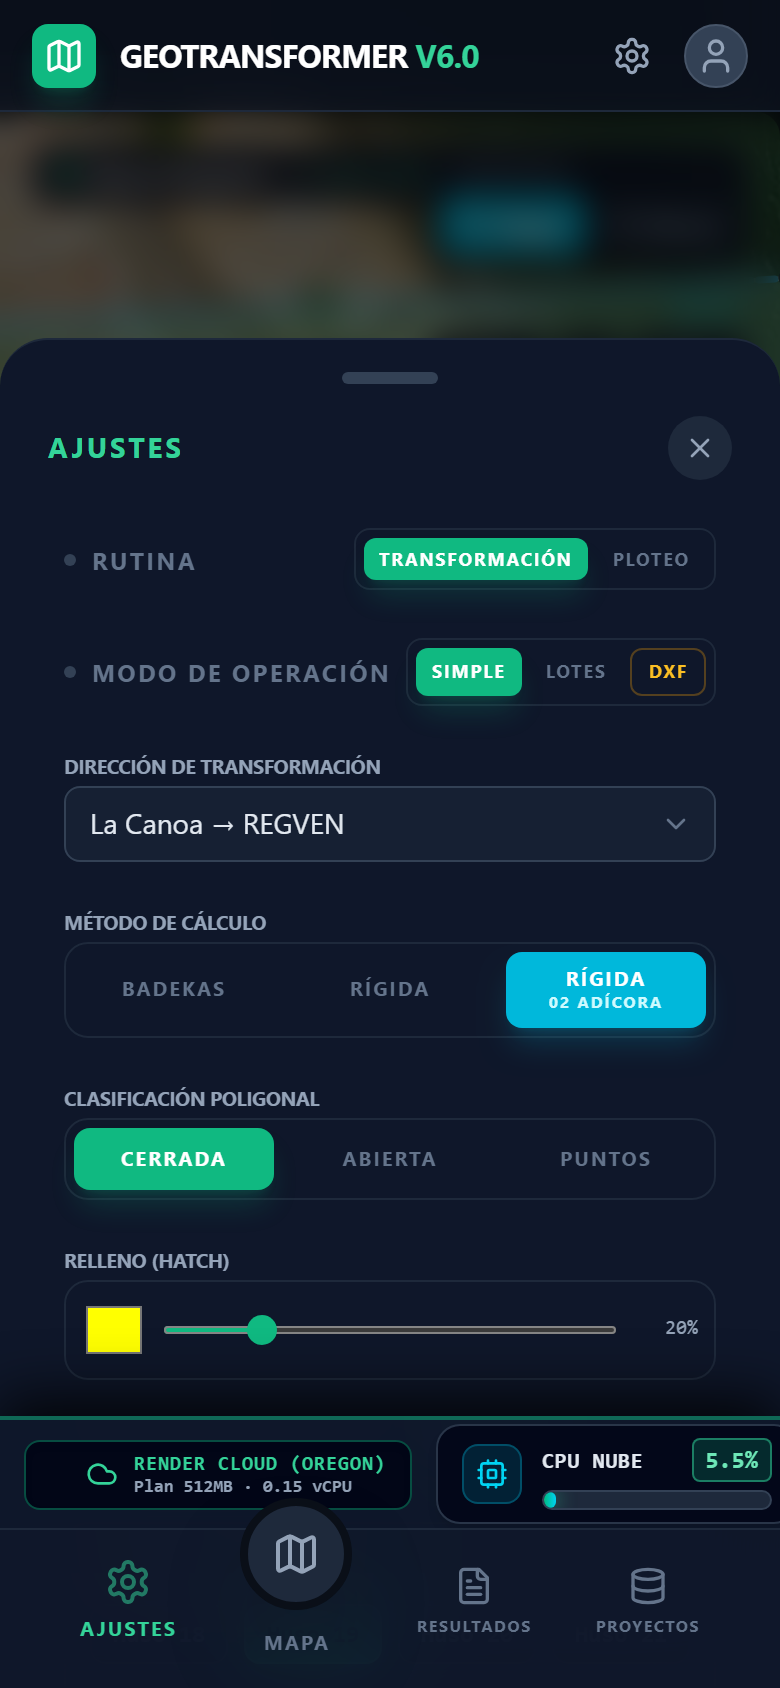 GEOTRANSFORMER V6.0
AJUSTES
RUTINA
TRANSFORMACIÓN
PLOTEO
MODO DE OPERACIÓN
SIMPLE
LOTES
DXF
DIRECCIÓN DE TRANSFORMACIÓN
La Canoa → REGVEN
MÉTODO DE CÁLCULO
BADEKAS
RÍGIDA
RÍGIDA
02 ADÍCORA
CLASIFICACIÓN POLIGONAL
CERRADA
ABIERTA
PUNTOS
RELLENO (HATCH)
20%
RENDER CLOUD (OREGON)
Plan 512MB · 0.15 vCPU
CPU NUBE
5.5%
AJUSTES
MAPA
RESULTADOS
PROYECTOS